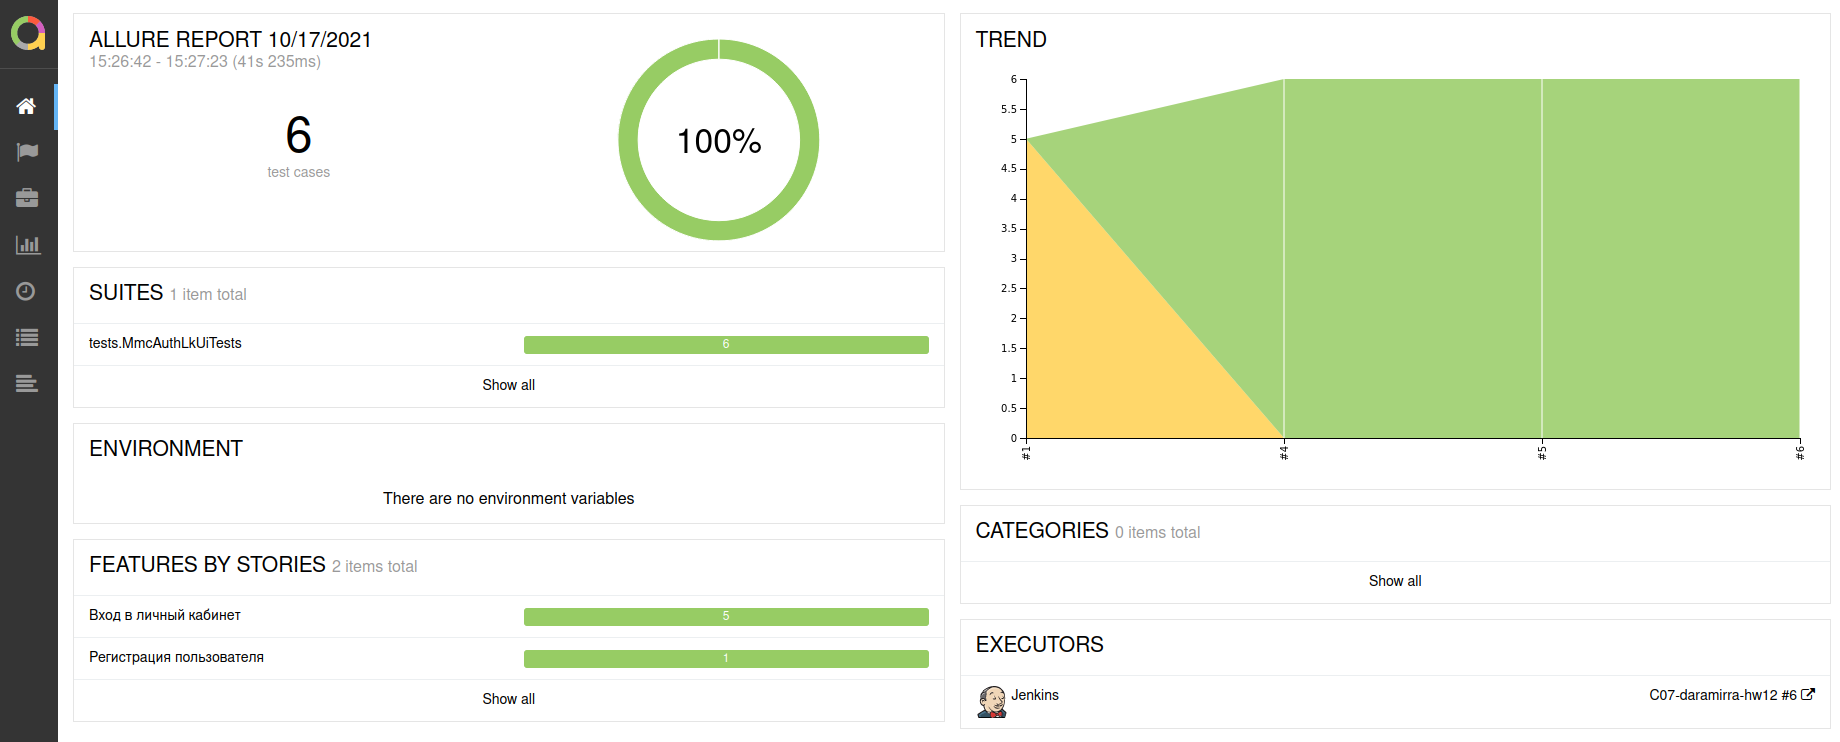 ALLURE REPORT 10/17/2021
15:26:42 - 15:27:23 (41s 235ms)
6
test cases
100%
SUITES 1 item total
tests.MmcAuthLkUiTests 6
Show all
ENVIRONMENT
There are no environment variables
FEATURES BY STORIES 2 items total
Вход в личный кабинет 5
Регистрация пользователя 1
Show all
TREND
6
5.5
5
4.5
4
3.5
3
2.5
2
1.5
1
0.5
0
#1
#4
#5
#6
CATEGORIES 0 items total
Show all
EXECUTORS
Jenkins C07-daramirra-hw12 #6